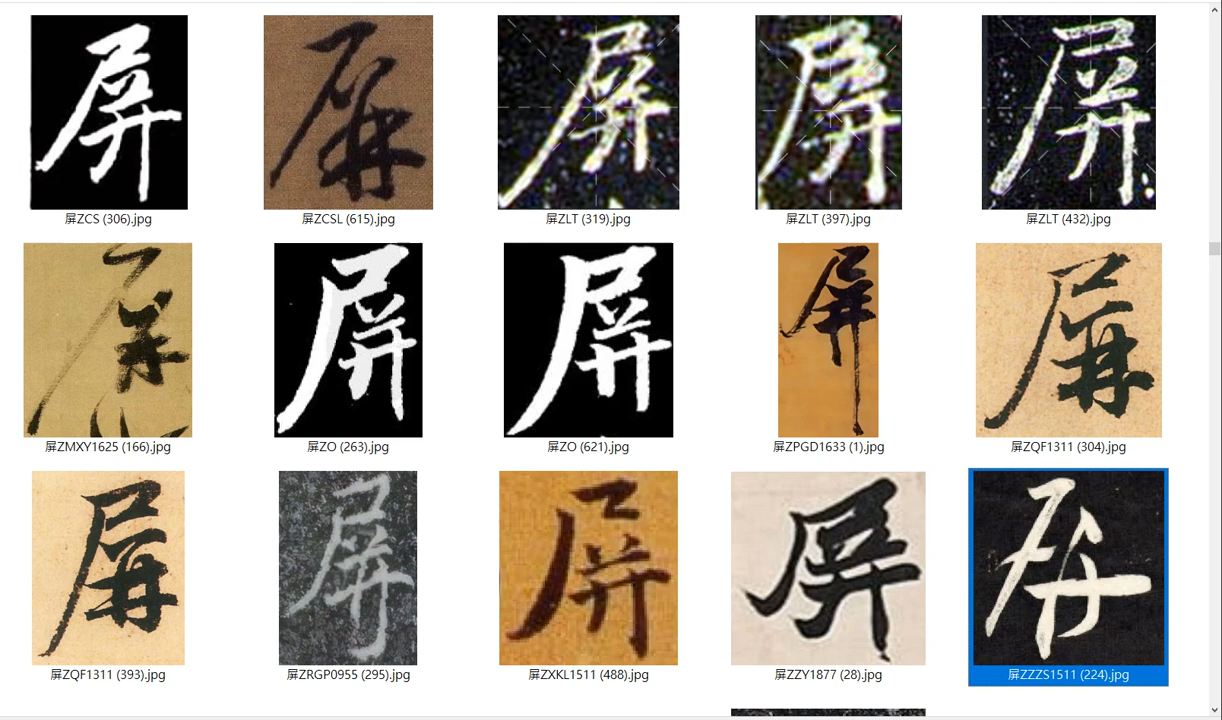 屏 屏 屏 屏 屏
屏ZCS (306).jpg 屏ZCSL (615).jpg 屏ZLT (319).jpg 屏ZLT (397).jpg 屏ZLT (432).jpg
屏 屏 屏 屏 屏
屏ZMXY1625 (166).jpg 屏ZO (263).jpg 屏ZO (621).jpg 屏ZPGD1633 (1).jpg 屏ZQF1311 (304).jpg
屏 屏 屏 屏 屏
屏ZQF1311 (393).jpg 屏ZRGP0955 (295).jpg 屏ZXKL1511 (488).jpg 屏ZZY1877 (28).jpg 屏ZZZS1511 (224).jpg